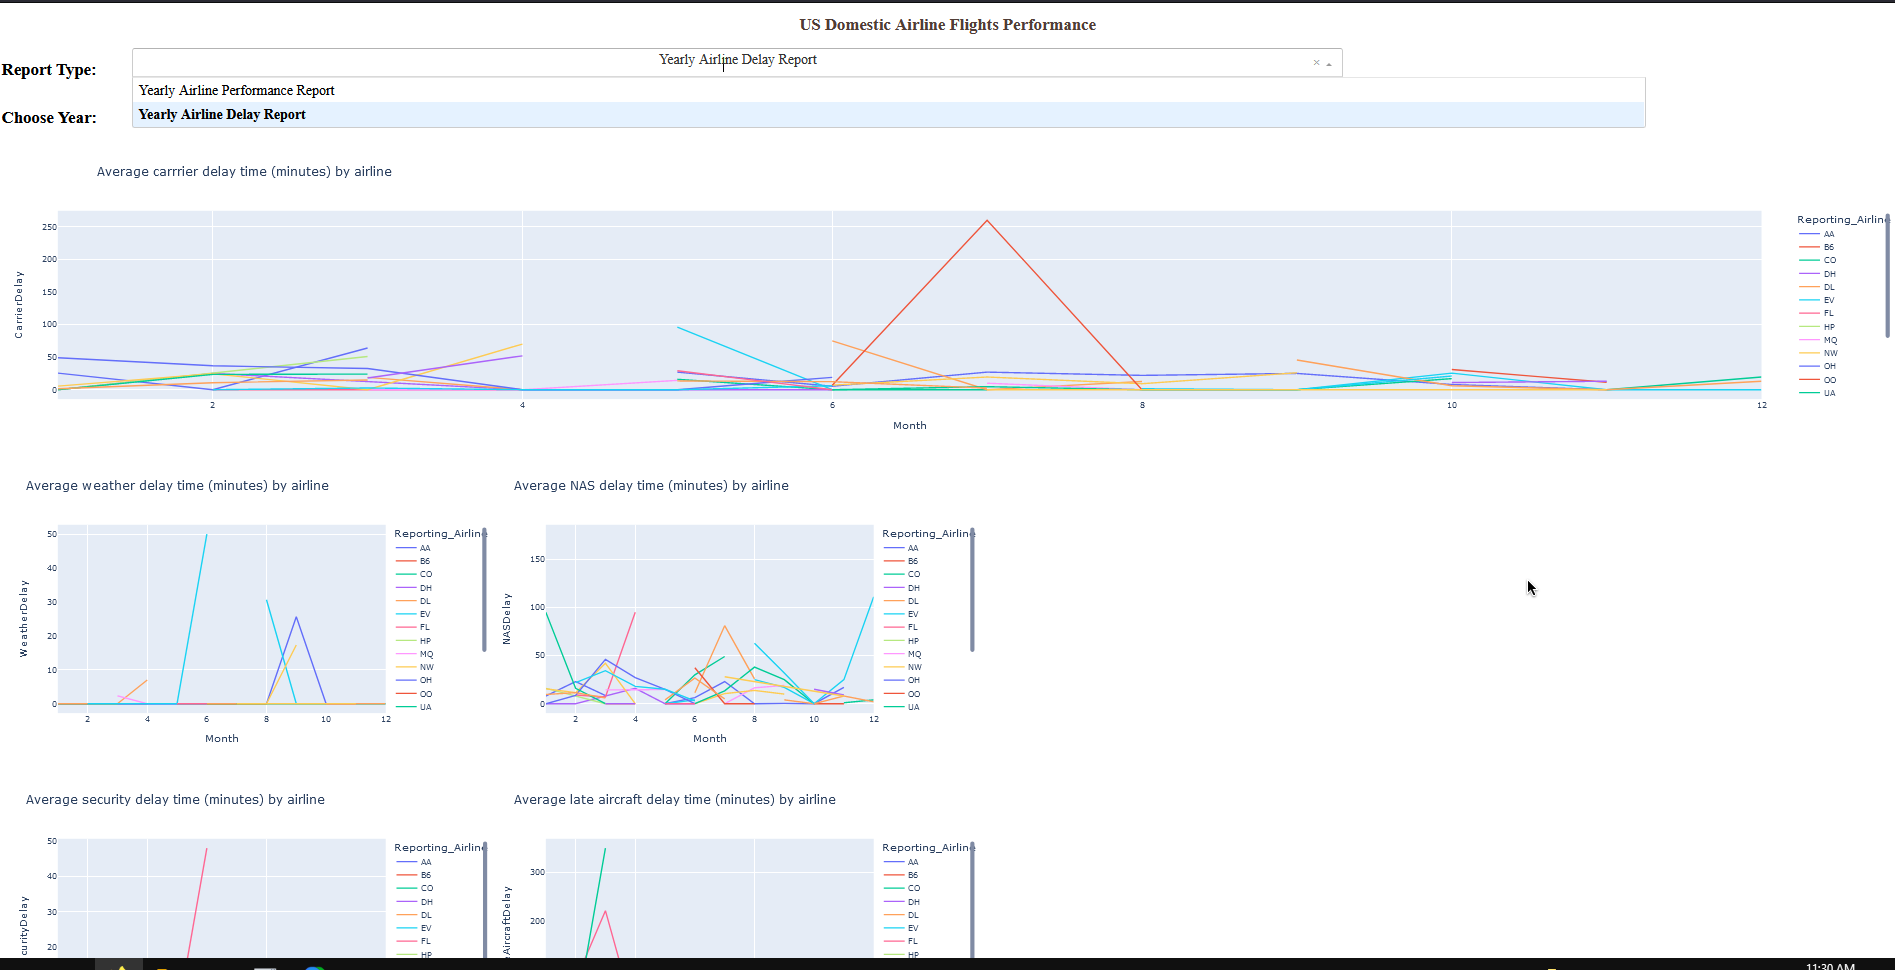 US Domestic Airline Flights Performance
Report Type:
Yearly Airline Delay Report
×
Yearly Airline Performance Report
Yearly Airline Delay Report
Choose Year:
Average carrrier delay time (minutes) by airline
CarrierDelay
250
200
150
100
50
0
2
4
6
8
10
12
Month
Reporting_Airline
AA
B6
CO
DH
DL
EV
FL
HP
MQ
NW
OH
OO
UA
Average weather delay time (minutes) by airline
WeatherDelay
50
40
30
20
10
0
2
4
6
8
10
12
Month
Reporting_Airline
AA
B6
CO
DH
DL
EV
FL
HP
MQ
NW
OH
OO
UA
Average NAS delay time (minutes) by airline
NASDelay
150
100
50
0
2
4
6
8
10
12
Month
Reporting_Airline
AA
B6
CO
DH
DL
EV
FL
HP
MQ
NW
OH
OO
UA
Average security delay time (minutes) by airline
curityDelay
50
40
30
20
Reporting_Airline
AA
B6
CO
DH
DL
EV
FL
HP
Average late aircraft delay time (minutes) by airline
eAircraftDelay
300
200
Reporting_Airline
AA
B6
CO
DH
DL
EV
FL
HP
11:30 AM